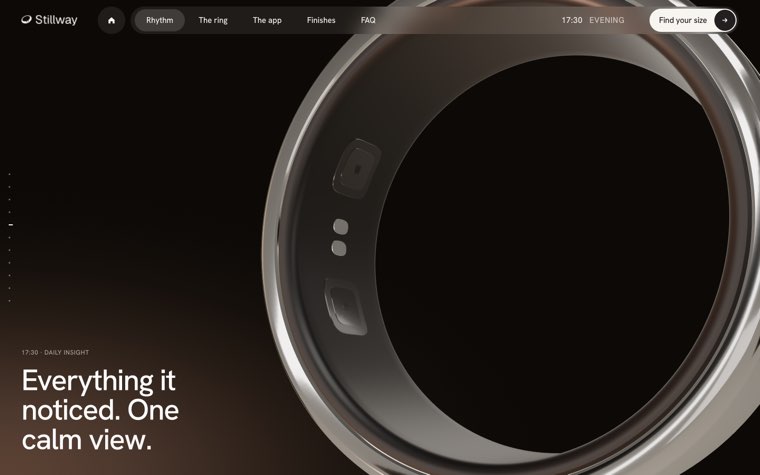 Stillway
Rhythm
The ring
The app
Finishes
FAQ
17:30 EVENING
Find your size
17:30 · DAILY INSIGHT
Everything it
noticed. One
calm view.